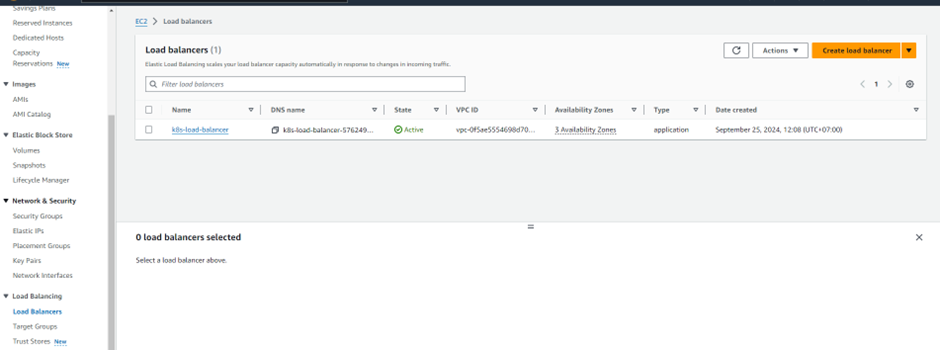 Savings Plans
Reserved Instances
Dedicated Hosts
Capacity
Reservations New
Images
AMIs
AMI Catalog
Elastic Block Store
Volumes
Snapshots
Lifecycle Manager
Network & Security
Security Groups
Elastic IPs
Placement Groups
Key Pairs
Network Interfaces
Load Balancing
Load Balancers
Target Groups
Trust Stores New
EC2 > Load balancers
Load balancers (1)
Actions
Create load balancer
Elastic Load Balancing scales your load balancer capacity automatically in response to changes in incoming traffic.
Filter load balancers
1
Name DNS name State VPC ID Availability Zones Type Date created
k8s-load-balancer k8s-load-balancer-576249... Active vpc-0f5ae5554698d70... 3 Availability Zones application September 25, 2024, 12:08 (UTC+07:00)
0 load balancers selected
Select a load balancer above.